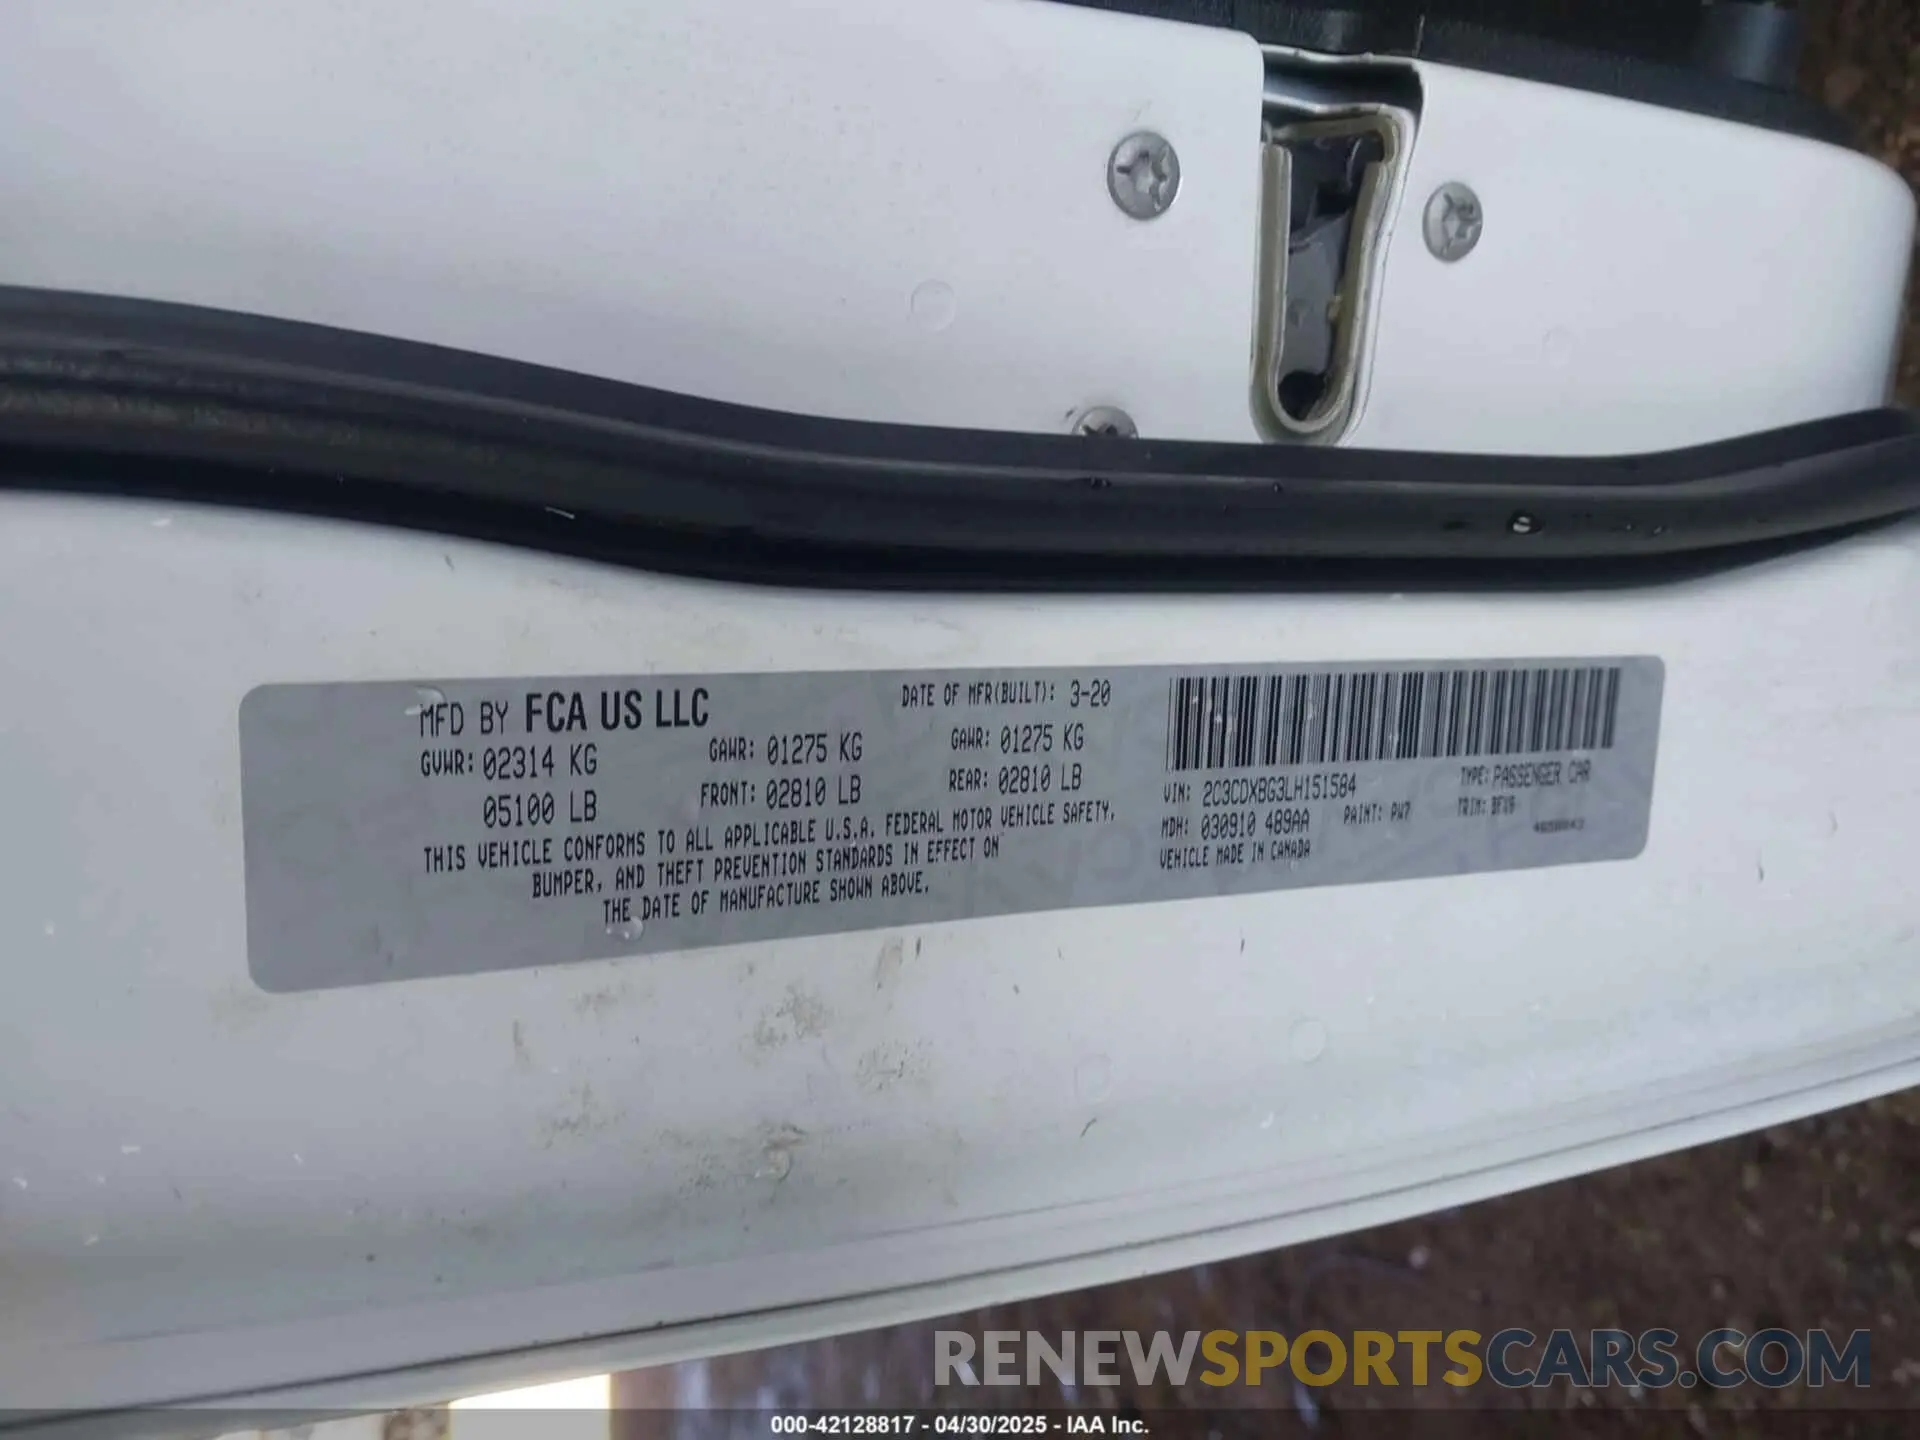 MFD BY FCA US LLC
DATE OF MFR(BUILT): 3-20
GVWR: 02314 KG
GAWR: 01275 KG
GAWR: 01275 KG
05100 LB
FRONT: 02810 LB
REAR: 02810 LB
THIS VEHICLE CONFORMS TO ALL APPLICABLE U.S.A. FEDERAL MOTOR VEHICLE SAFETY,
BUMPER, AND THEFT PREVENTION STANDARDS IN EFFECT ON
THE DATE OF MANUFACTURE SHOWN ABOVE.
VIN: 2C3CDXBG3LH151584
TYPE: PASSENGER CAR
MDH: 030910 489AA
PAINT: PW7
TRIM:
VEHICLE MADE IN CANADA
RENEWSPORTSCARS.COM
000-42128817 - 04/30/2025 - IAA Inc.